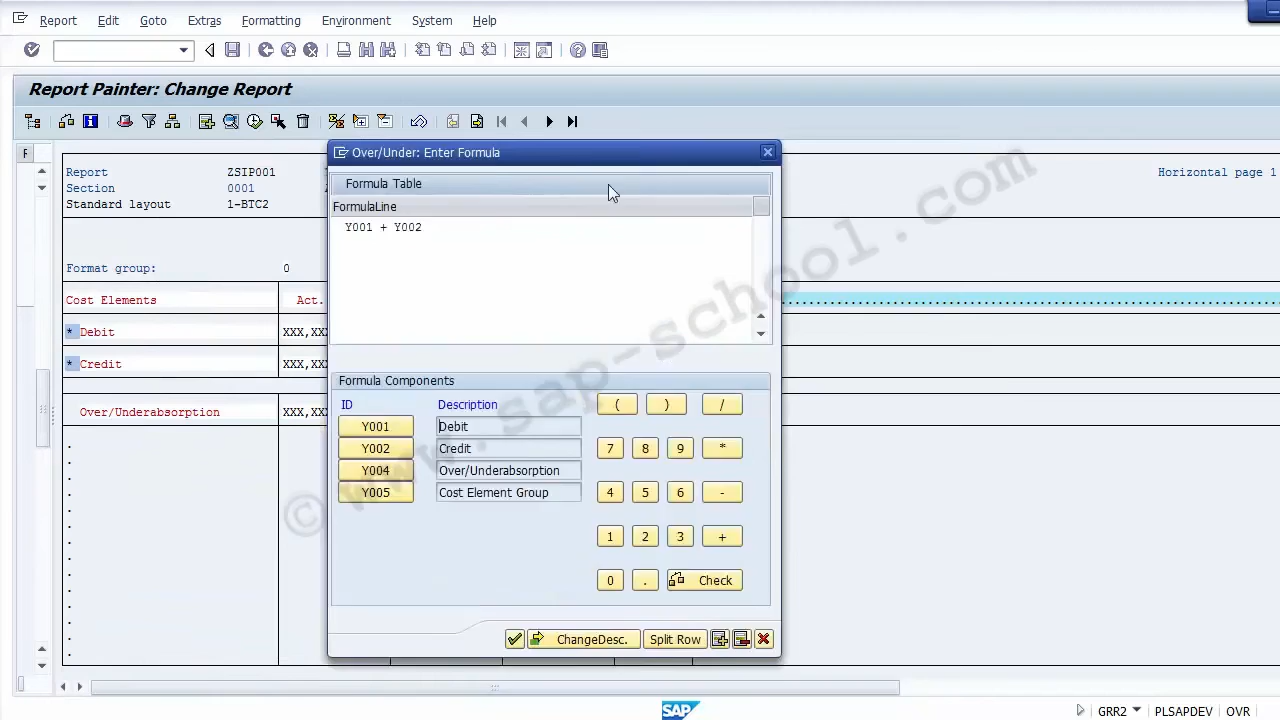 Report Edit Goto Extras Formatting Environment System Help
Report Painter: Change Report
F
Report ZSIP001
Section 0001
Standard layout 1-BTC2
Horizontal page 1
Format group: 0
Cost Elements Act.
* Debit XXX,XX
* Credit XXX,XX
Over/Underabsorption XXX,XX
Over/Under: Enter Formula
Formula Table
FormulaLine
Y001 + Y002
Formula Components
ID Description ( ) /
Y001 Debit
Y002 Credit 7 8 9 *
Y004 Over/Underabsorption
Y005 Cost Element Group 4 5 6 -
1 2 3 +
0 . Check
ChangeDesc. Split Row
© www.sap-school.com
SAP
GRR2 PLSAPDEV OVR